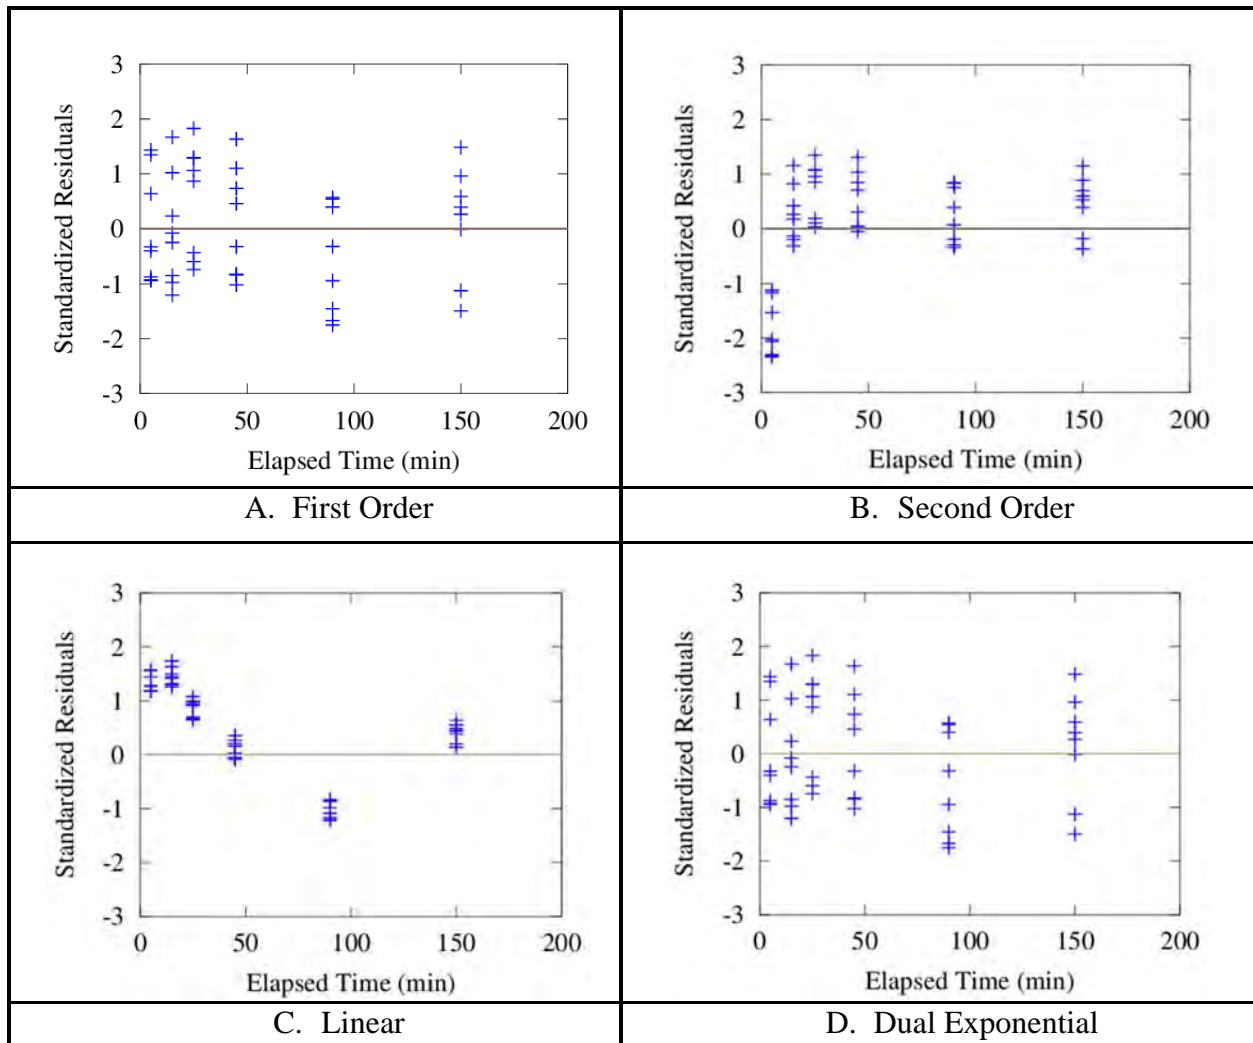 3
2
1
0
-1
-2
-3
Standardized Residuals
0 50 100 150 200
Elapsed Time (min)
A. First Order
3
2
1
0
-1
-2
-3
Standardized Residuals
0 50 100 150 200
Elapsed Time (min)
B. Second Order
3
2
1
0
-1
-2
-3
Standardized Residuals
0 50 100 150 200
Elapsed Time (min)
C. Linear
3
2
1
0
-1
-2
-3
Standardized Residuals
0 50 100 150 200
Elapsed Time (min)
D. Dual Exponential